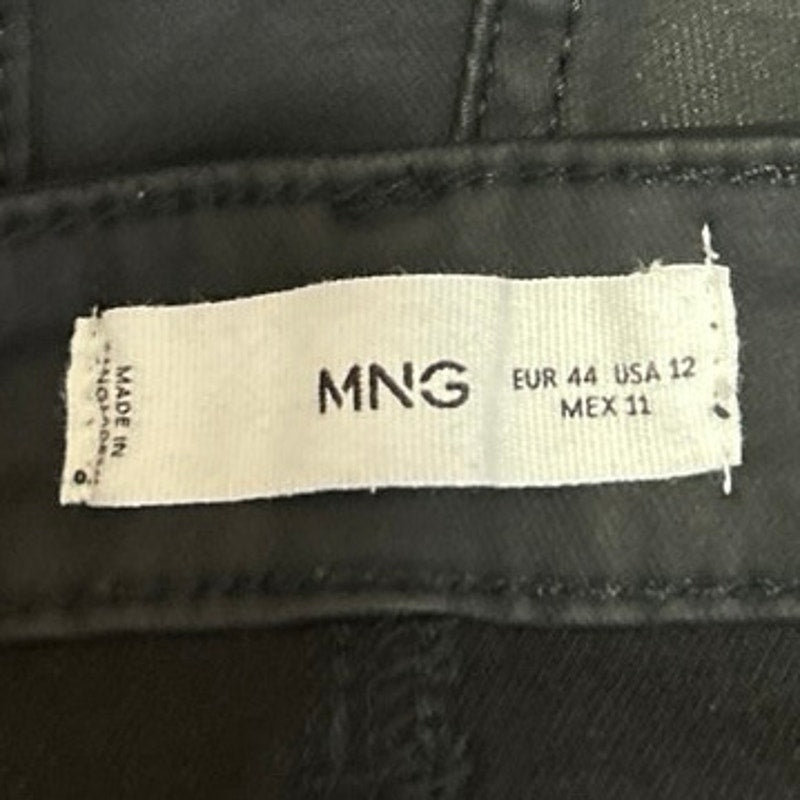 MADE IN
MNG
EUR 44 USA 12
MEX 11